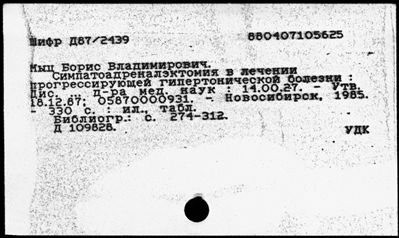 Шифр Д87/2439 880407105625
Мыц Борис Владимирович.
Симпатоадреналэктомия в лечении
прогрессирующей гипертонической болезни :
Дис. ... д-ра мед. наук : 14.00.27. - Утв.
18.12.87; 05870000931. - Новосибирск, 1985.
- 330 с. : ил., табл.
Библиогр.: с. 274-312.
Д 109828. УДК